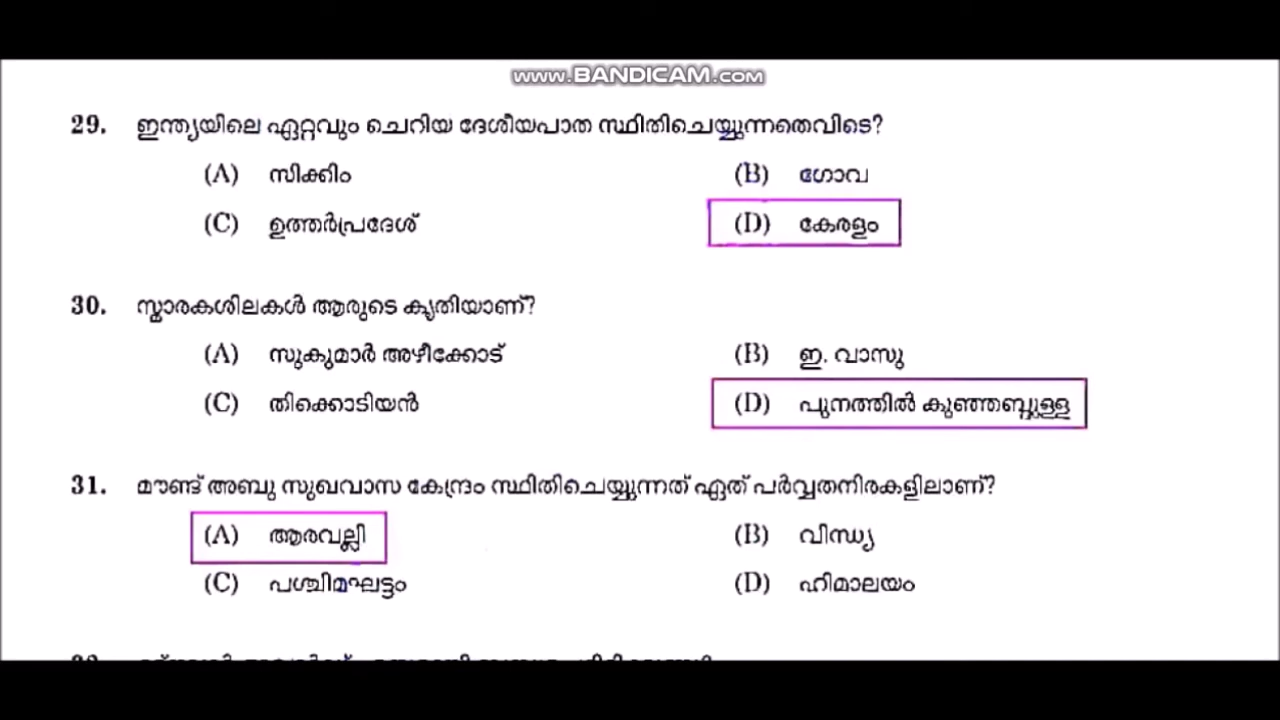 www.BANDICAM.com
29. ഇന്ത്യയിലെ ഏറ്റവും ചെറിയ ദേശീയപാത സ്ഥിതിചെയ്യുന്നതെവിടെ?
(A) സിക്കിം (B) ഗോവ
(C) ഉത്തർപ്രദേശ് (D) കേരളം
30. സ്മാരകശിലകൾ ആരുടെ കൃതിയാണ്?
(A) സുകുമാർ അഴീക്കോട് (B) ഇ. വാസു
(C) തിക്കൊടിയൻ (D) പുനത്തിൽ കുഞ്ഞബ്ദുള്ള
31. മൗണ്ട് അബു സുഖവാസ കേന്ദ്രം സ്ഥിതിചെയ്യുന്നത് ഏത് പർവ്വതനിരകളിലാണ്?
(A) ആരവല്ലി (B) വിന്ധ്യ
(C) പശ്ചിമഘട്ടം (D) ഹിമാലയം